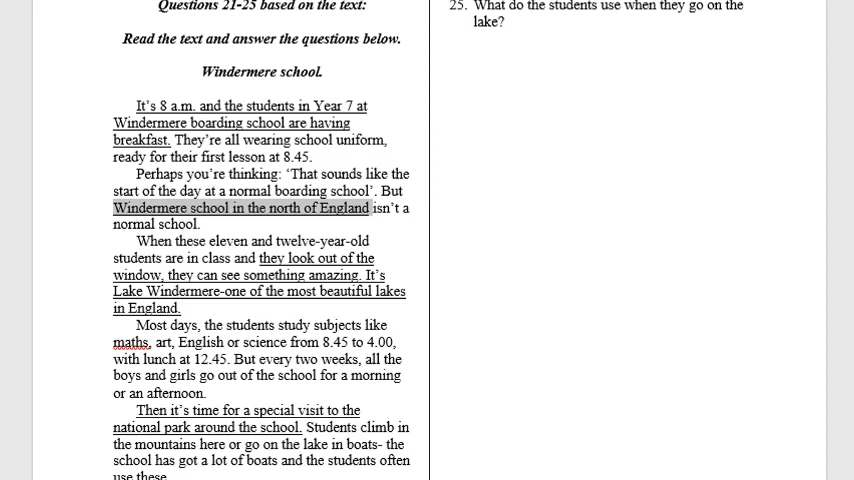 Questions 21-25 based on the text:
Read the text and answer the questions below.
Windermere school.
It's 8 a.m. and the students in Year 7 at
Windermere boarding school are having
breakfast. They're all wearing school uniform,
ready for their first lesson at 8.45.
Perhaps you're thinking: ‘That sounds like the
start of the day at a normal boarding school’. But
Windermere school in the north of England isn't a
normal school.
When these eleven and twelve-year-old
students are in class and they look out of the
window, they can see something amazing. It's
Lake Windermere-one of the most beautiful lakes
in England.
Most days, the students study subjects like
maths, art, English or science from 8.45 to 4.00,
with lunch at 12.45. But every two weeks, all the
boys and girls go out of the school for a morning
or an afternoon.
Then it's time for a special visit to the
national park around the school. Students climb in
the mountains here or go on the lake in boats- the
school has got a lot of boats and the students often
use these
25. What do the students use when they go on the
lake?